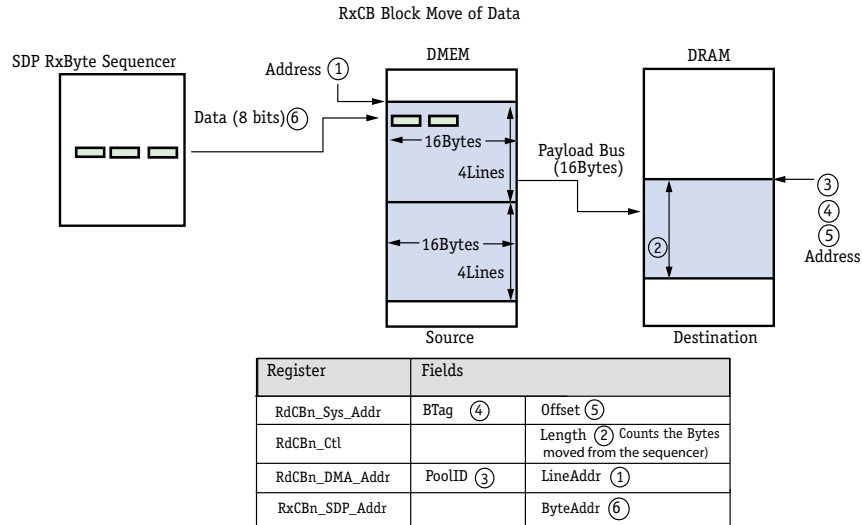 RxCB Block Move of Data
SDP RxByte Sequencer
DMEM
DRAM
Address ①
Data (8 bits)⑥
16Bytes
4Lines
Payload Bus
(16Bytes)
③
④
⑤
Address
②
16Bytes
4Lines
Source
Destination
Register Fields
RdCBn_Sys_Addr BTag ④ Offset ⑤
RdCBn_Ctl Length ② Counts the Bytes
moved from the sequencer)
RdCBn_DMA_Addr PoolID ③ LineAddr ①
RxCBn_SDP_Addr ByteAddr ⑥